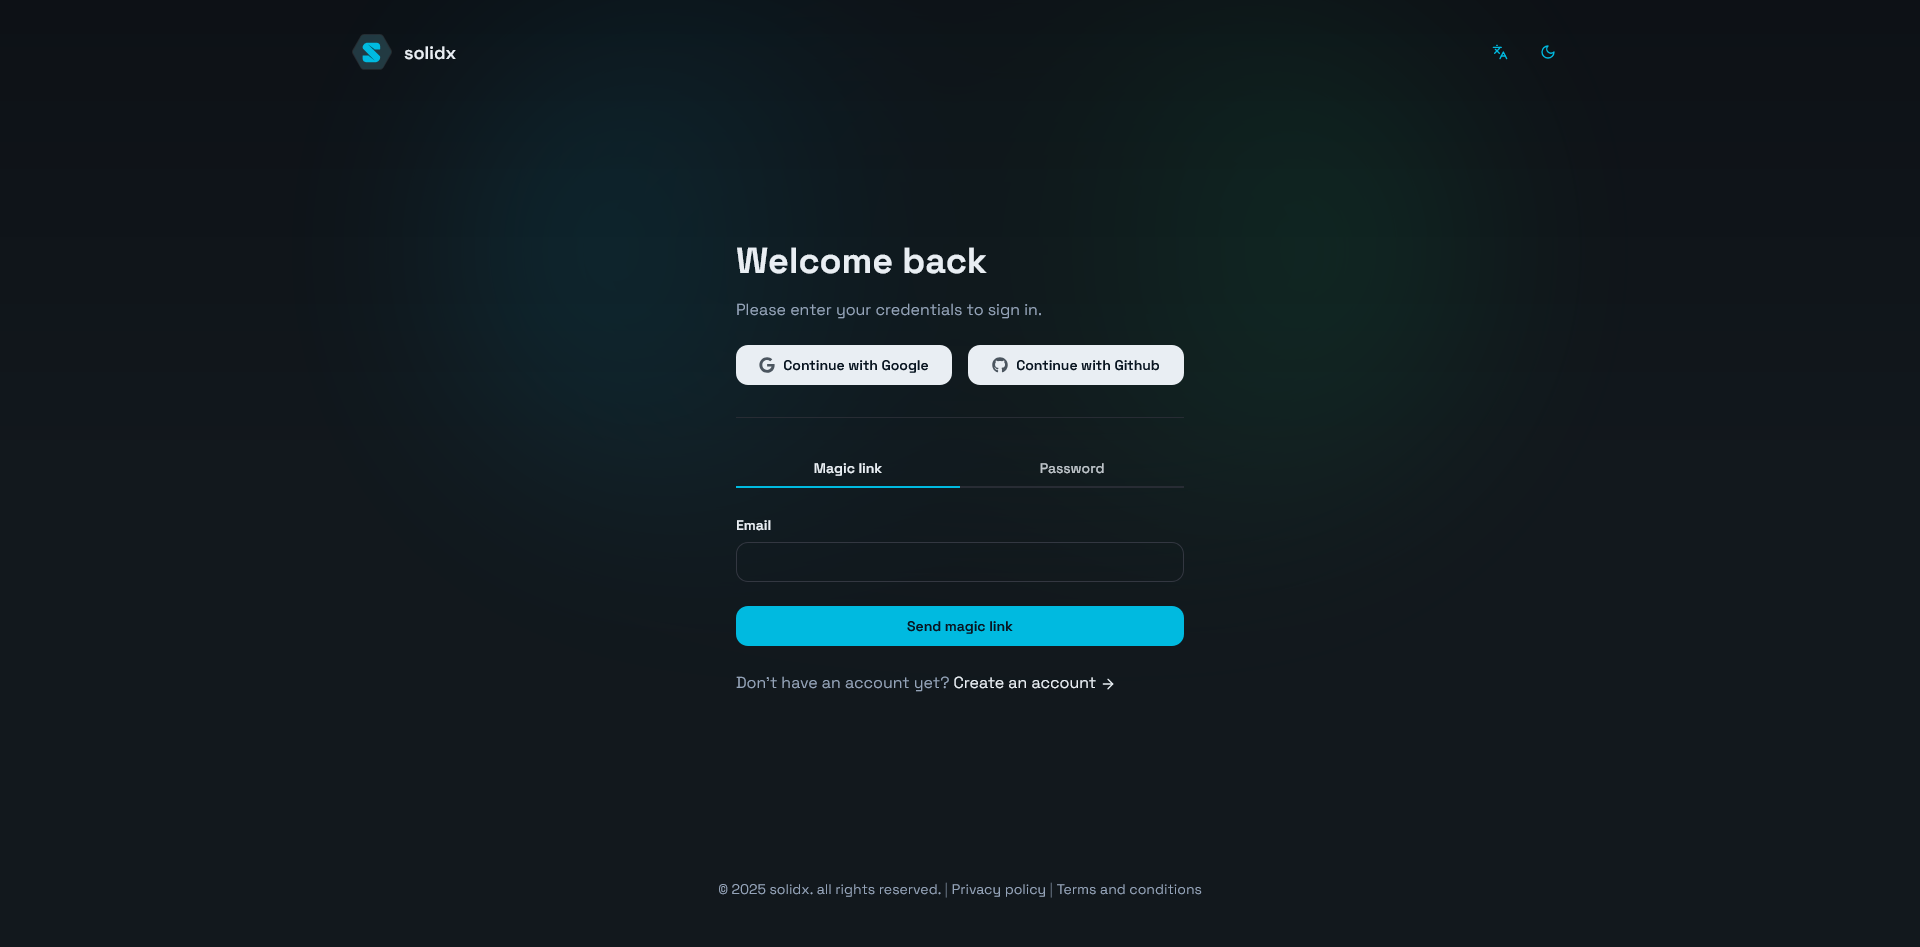 solidx
Welcome back
Please enter your credentials to sign in.
Continue with Google
Continue with Github
Magic link
Password
Email
Send magic link
Don't have an account yet? Create an account →
© 2025 solidx. all rights reserved. | Privacy policy | Terms and conditions